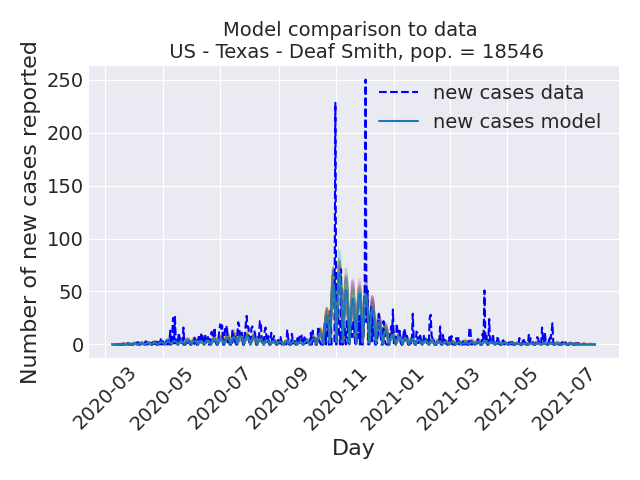 Model comparison to data
US - Texas - Deaf Smith, pop. = 18546
Number of new cases reported
250
200
150
100
50
0
new cases data
new cases model
2020-03
2020-05
2020-07
2020-09
2020-11
2021-01
2021-03
2021-05
2021-07
Day